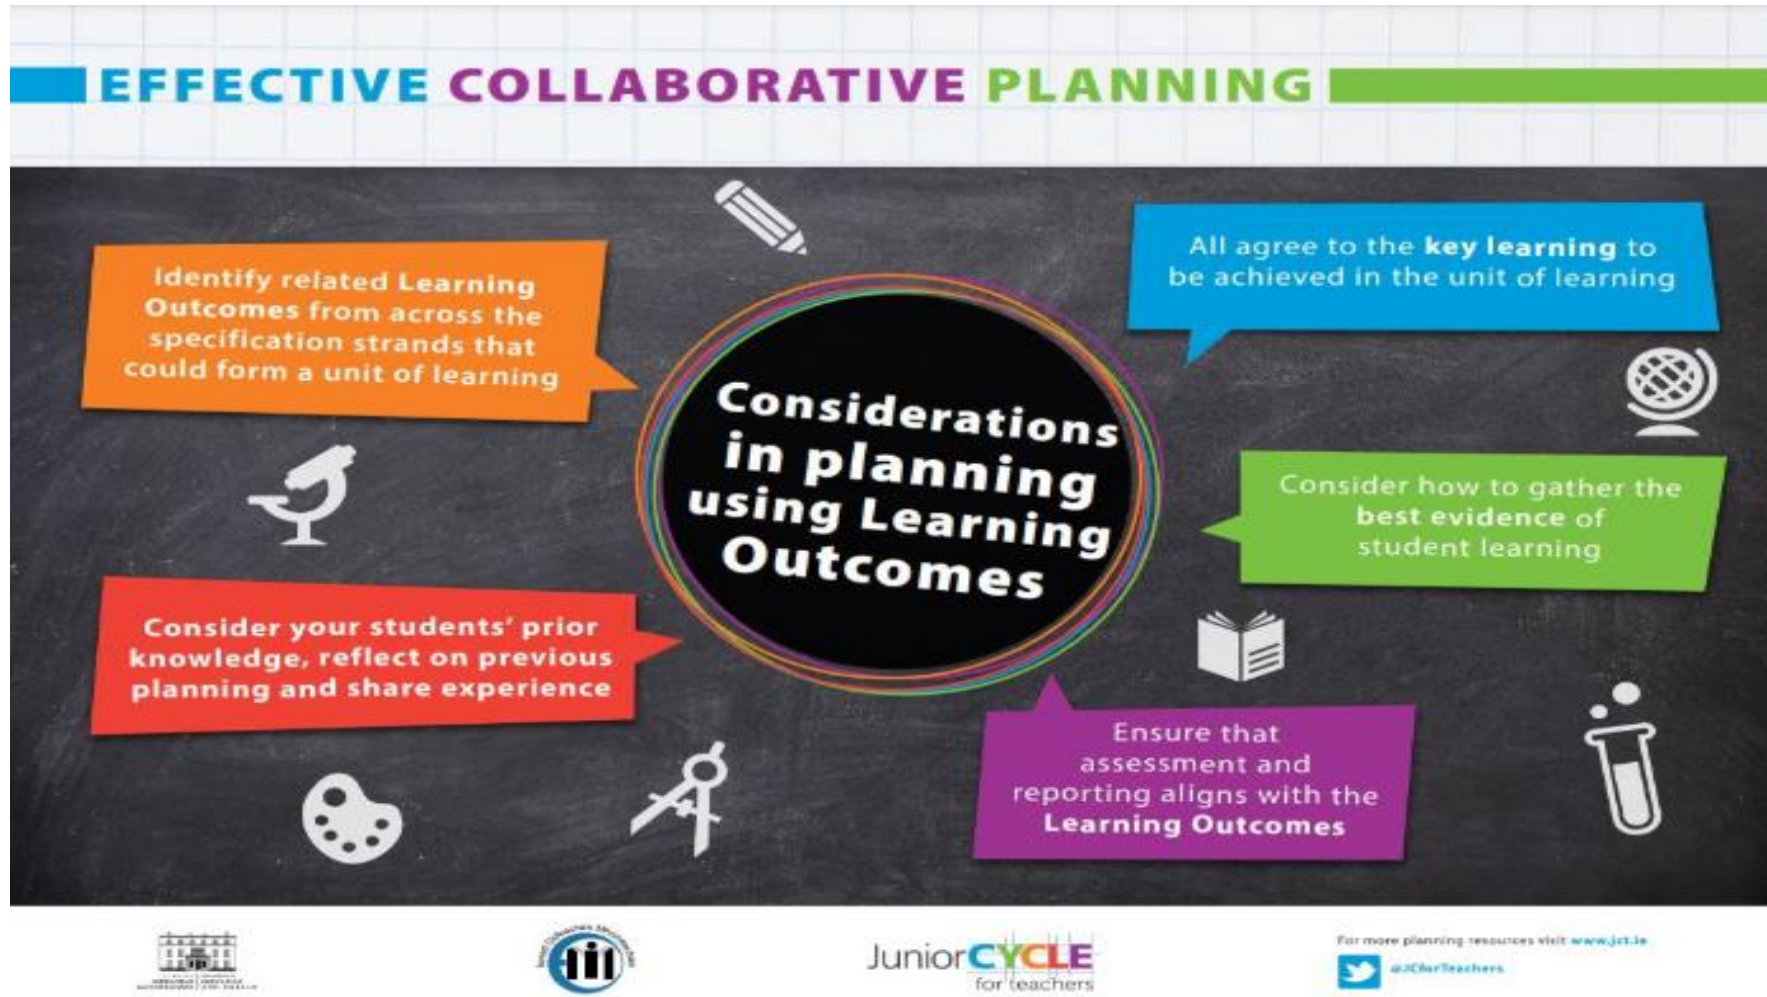 EFFECTIVE COLLABORATIVE PLANNING
Identify related Learning
Outcomes from across the
specification strands that
could form a unit of learning
All agree to the key learning to
be achieved in the unit of learning
Considerations
in planning
using Learning
Outcomes
Consider how to gather the
best evidence of
student learning
Consider your students' prior
knowledge, reflect on previous
planning and share experience
Ensure that
assessment and
reporting aligns with the
Learning Outcomes
JuniorCYCLE
for teachers
For more planning resources visit www.jct.ie
@JCforTeachers